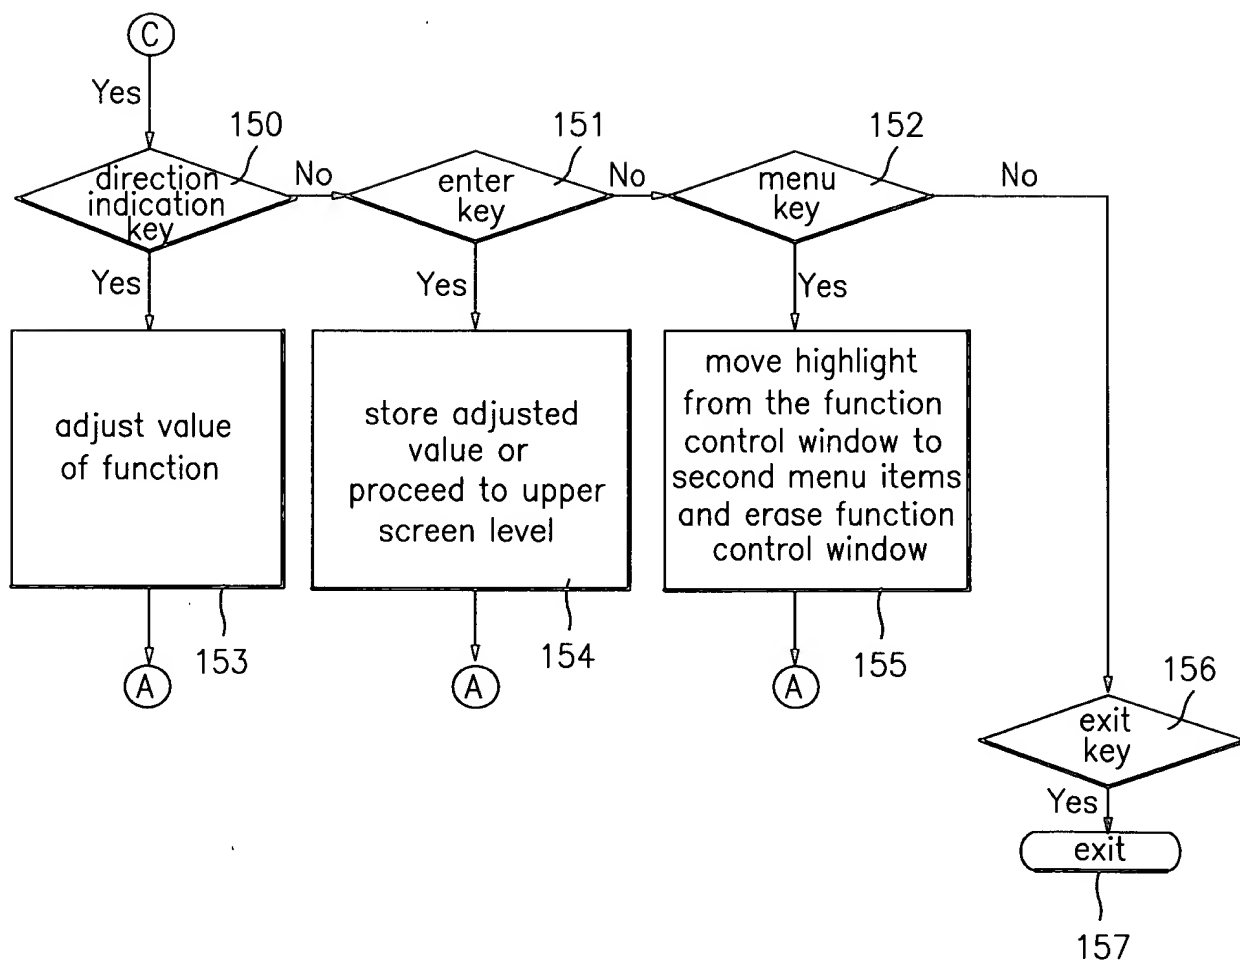 C
Yes
150
151
152
direction
indication
key
No
enter
key
No
menu
key
No
Yes
Yes
Yes
adjust value
of function
store adjusted
value or
proceed to upper
screen level
move highlight
from the function
control window to
second menu items
and erase function
control window
153
154
155
A
A
A
156
exit
key
Yes
exit
157